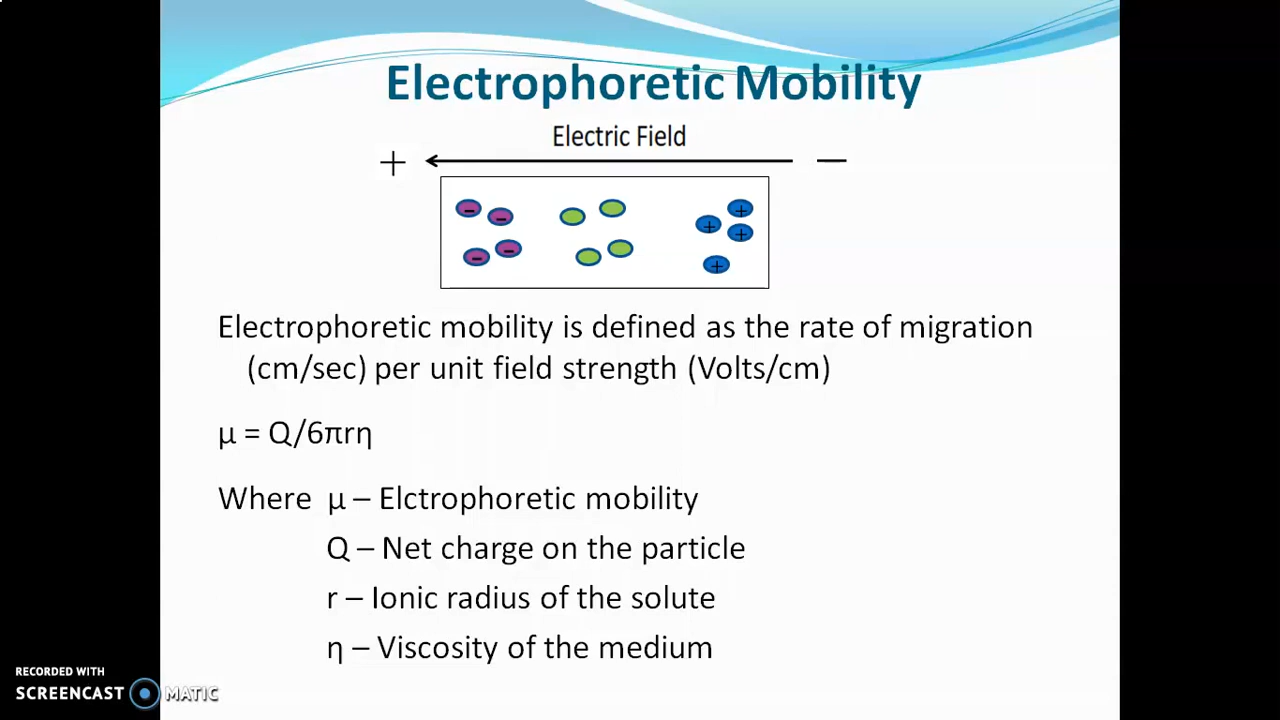 Electrophoretic Mobility
Electric Field
+ −
- - + +
+
- - +
Electrophoretic mobility is defined as the rate of migration
(cm/sec) per unit field strength (Volts/cm)
μ = Q/6πrη
Where μ – Elctrophoretic mobility
Q – Net charge on the particle
r – Ionic radius of the solute
η – Viscosity of the medium
RECORDED WITH
SCREENCAST MATIC